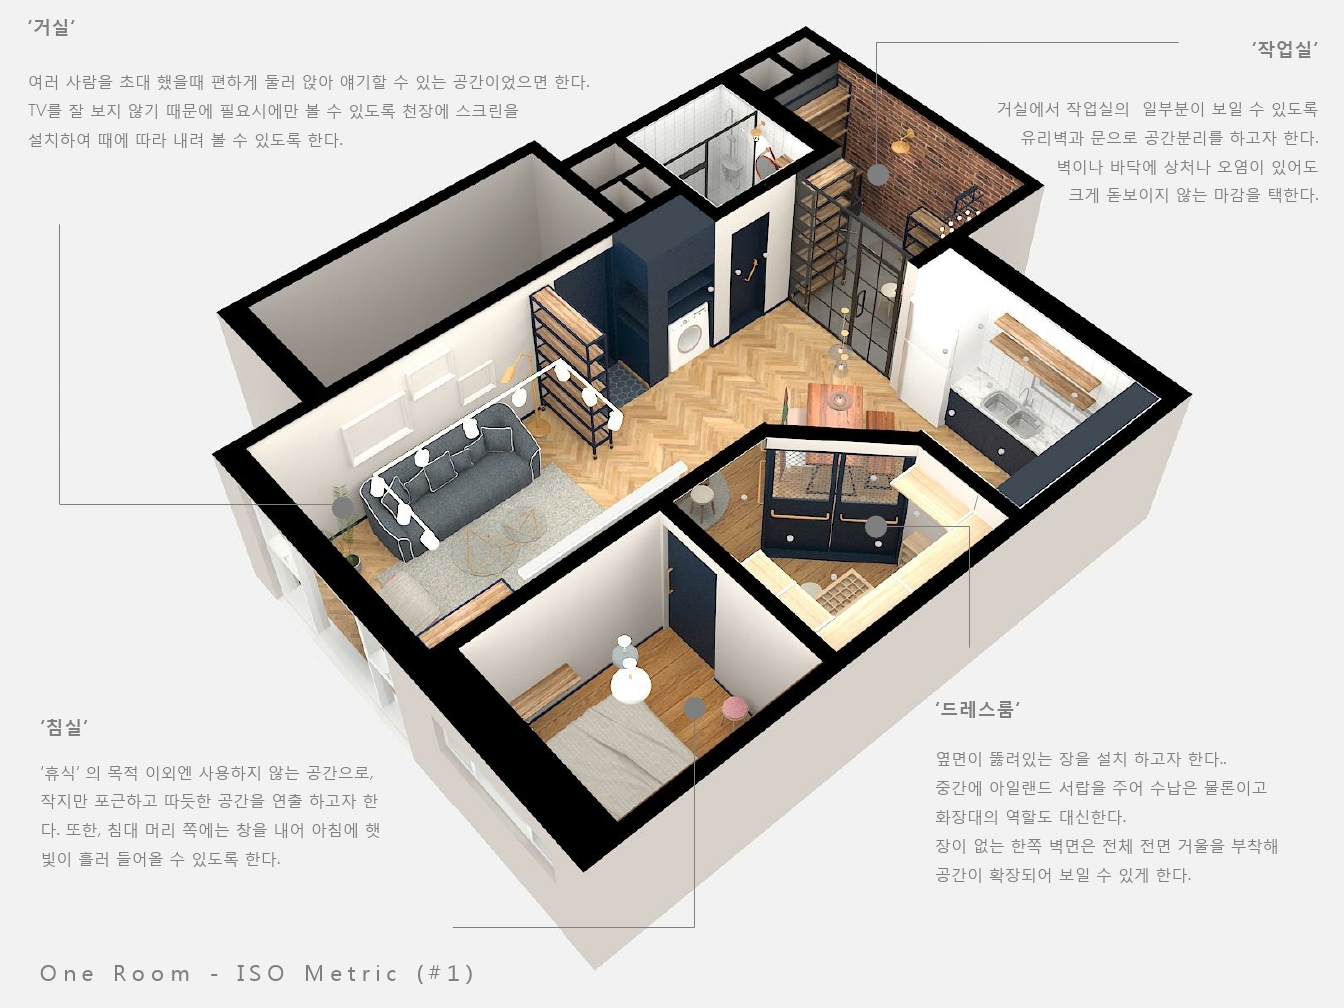 ‘거실’
여러 사람을 초대 했을때 편하게 둘러 앉아 얘기할 수 있는 공간이었으면 한다.
TV를 잘 보지 않기 때문에 필요시에만 볼 수 있도록 천장에 스크린을
설치하여 때에 따라 내려 볼 수 있도록 한다.
‘작업실’
거실에서 작업실의 일부분이 보일 수 있도록
유리벽과 문으로 공간분리를 하고자 한다.
벽이나 바닥에 상처나 오염이 있어도
크게 돋보이지 않는 마감을 택한다.
‘침실’
‘휴식’ 의 목적 이외엔 사용하지 않는 공간으로,
작지만 포근하고 따듯한 공간을 연출 하고자 한
다. 또한, 침대 머리 쪽에는 창을 내어 아침에 햇
빛이 흘러 들어올 수 있도록 한다.
‘드레스룸’
옆면이 뚫려있는 장을 설치 하고자 한다..
중간에 아일랜드 서랍을 주어 수납은 물론이고
화장대의 역할도 대신한다.
장이 없는 한쪽 벽면은 전체 전면 거울을 부착해
공간이 확장되어 보일 수 있게 한다.
One Room - ISO Metric (#1)